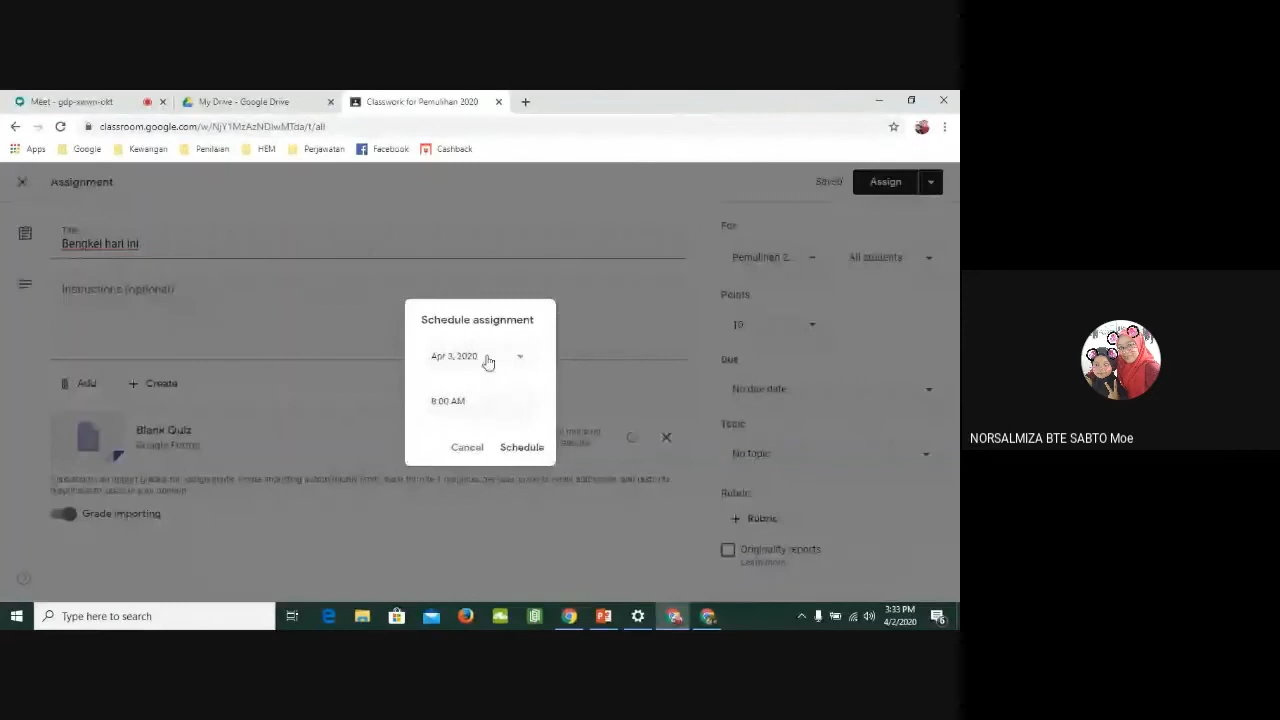 Meet - gdp-xwwn-okt
My Drive - Google Drive
Classwork for Pemulihan 2020
classroom.google.com/w/NjY1MzAzNDIwMTda/t/all
Apps Google Kewangan Penilaian HEM Perjawatan Facebook Cashback
Assignment
Saved
Assign
Title
Bengkel hari ini
Instructions (optional)
Add
Create
Blank Quiz
Google Forms
Grade importing
For
Pemulihan 2...
All students
Points
10
Due
No due date
Topic
No topic
Rubric
Rubric
Originality reports
Learn more
Schedule assignment
Apr 3, 2020
8:00 AM
Cancel Schedule
NORSALMIZA BTE SABTO Moe
Type here to search
3:33 PM
4/2/2020
6